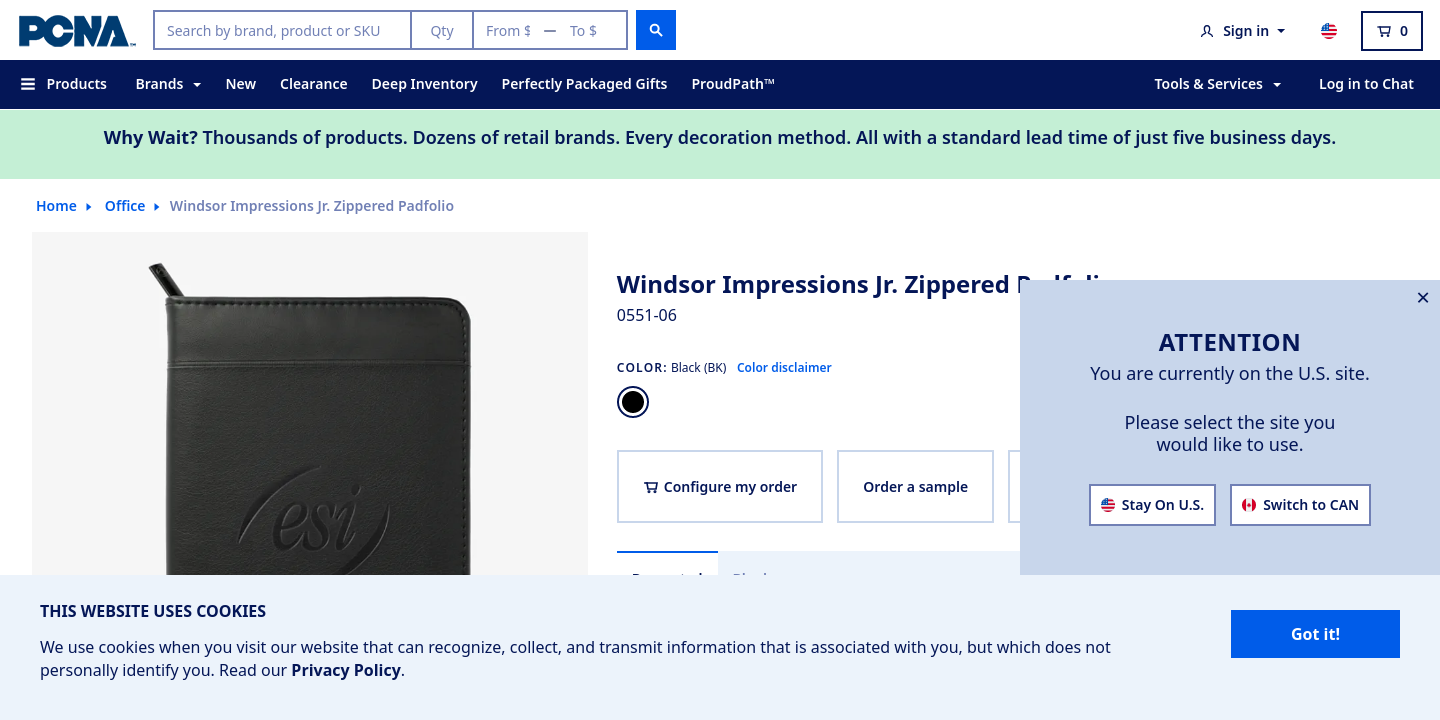 PCNA™
Search by brand, product or SKU
Qty
From $ — To $
Sign in
0
Products
Brands
New
Clearance
Deep Inventory
Perfectly Packaged Gifts
ProudPath™
Tools & Services
Log in to Chat
Why Wait? Thousands of products. Dozens of retail brands. Every decoration method. All with a standard lead time of just five business days.
Home
Office
Windsor Impressions Jr. Zippered Padfolio
esi
Windsor Impressions Jr. Zippered
0551-06
COLOR: Black (BK) Color disclaimer
Configure my order
Order a sample
ATTENTION
You are currently on the U.S. site.
Please select the site you
would like to use.
Stay On U.S.
Switch to CAN
THIS WEBSITE USES COOKIES
We use cookies when you visit our website that can recognize, collect, and transmit information that is associated with you, but which does not
personally identify you. Read our Privacy Policy.
Got it!